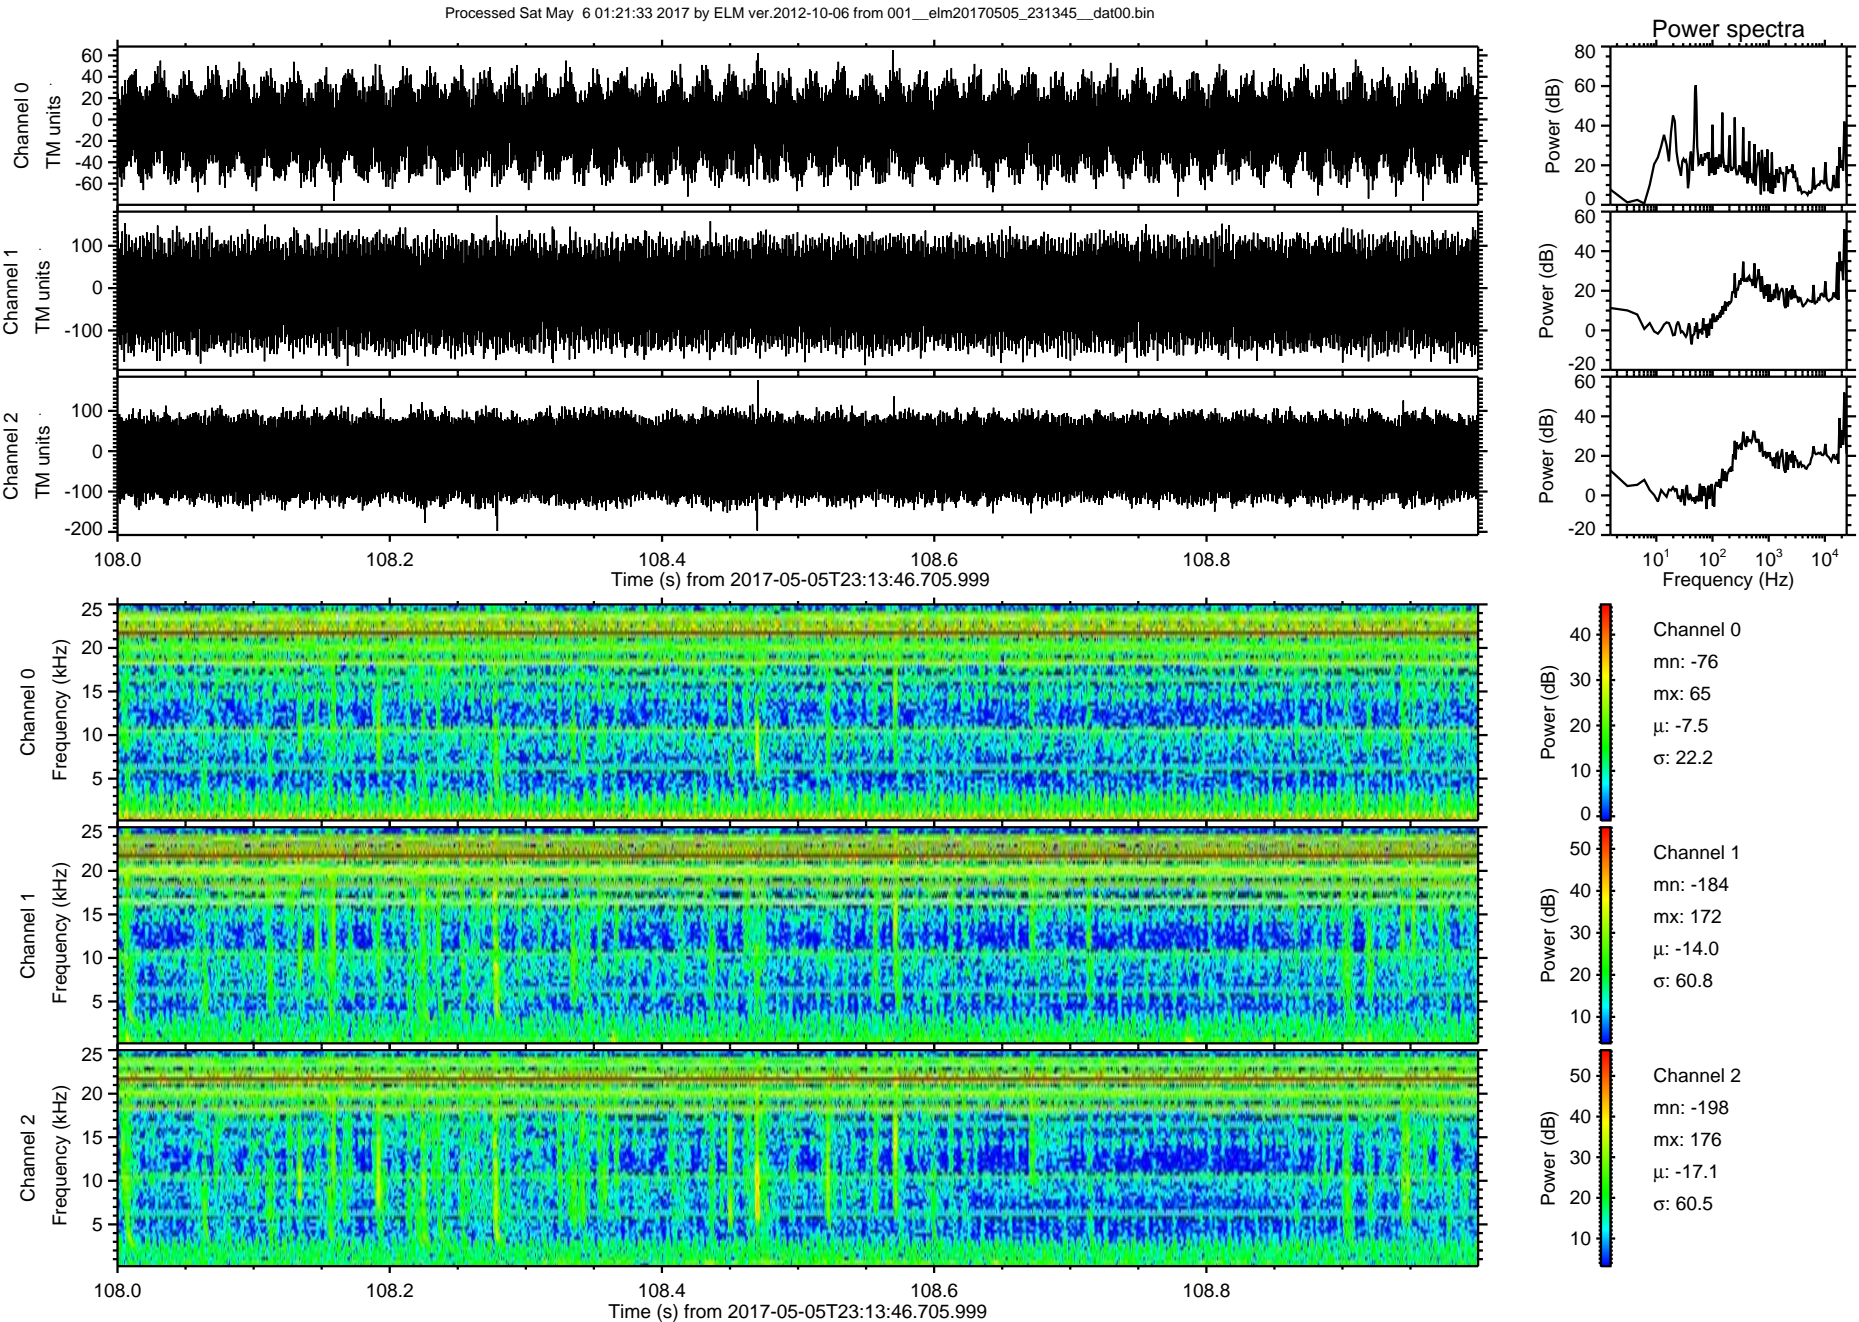 Processed Sat May  6 01:21:33 2017 by ELM ver.2012-10-06 from 001__elm20170505_231345__dat00.bin
Power spectra
Channel 0
TM units
60
40
20
0
-20
-40
-60
Power (dB)
80
60
40
20
0
Channel 1
TM units
100
0
-100
Power (dB)
60
40
20
0
-20
Channel 2
TM units
100
0
-100
-200
Power (dB)
60
40
20
0
-20
108.0 108.2 108.4 108.6 108.8
Time (s) from 2017-05-05T23:13:46.705.999
10^1 10^2 10^3 10^4
Frequency (Hz)
Channel 0
Frequency (kHz)
25
20
15
10
5
Power (dB)
40
30
20
10
0
Channel 0
mn: -76
mx: 65
μ: -7.5
σ: 22.2
Channel 1
Frequency (kHz)
25
20
15
10
5
Power (dB)
50
40
30
20
10
Channel 1
mn: -184
mx: 172
μ: -14.0
σ: 60.8
Channel 2
Frequency (kHz)
25
20
15
10
5
Power (dB)
50
40
30
20
10
Channel 2
mn: -198
mx: 176
μ: -17.1
σ: 60.5
108.0 108.2 108.4 108.6 108.8
Time (s) from 2017-05-05T23:13:46.705.999